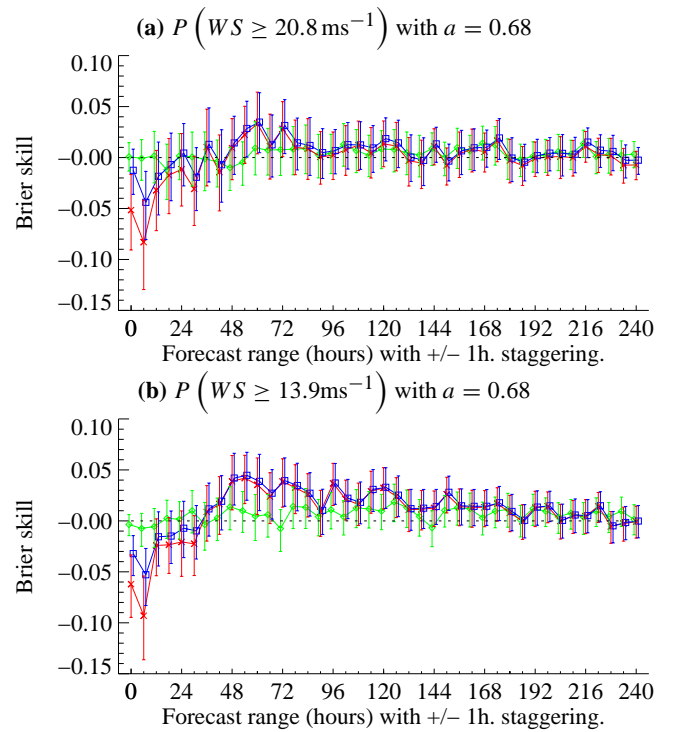 (a) P (WS ≥ 20.8 ms⁻¹) with a = 0.68
0.10
0.05
−0.00
−0.05
−0.10
−0.15
Brier skill
0 24 48 72 96 120 144 168 192 216 240
Forecast range (hours) with +/− 1h. staggering.
(b) P (WS ≥ 13.9ms⁻¹) with a = 0.68
0.10
0.05
−0.00
−0.05
−0.10
−0.15
Brier skill
0 24 48 72 96 120 144 168 192 216 240
Forecast range (hours) with +/− 1h. staggering.